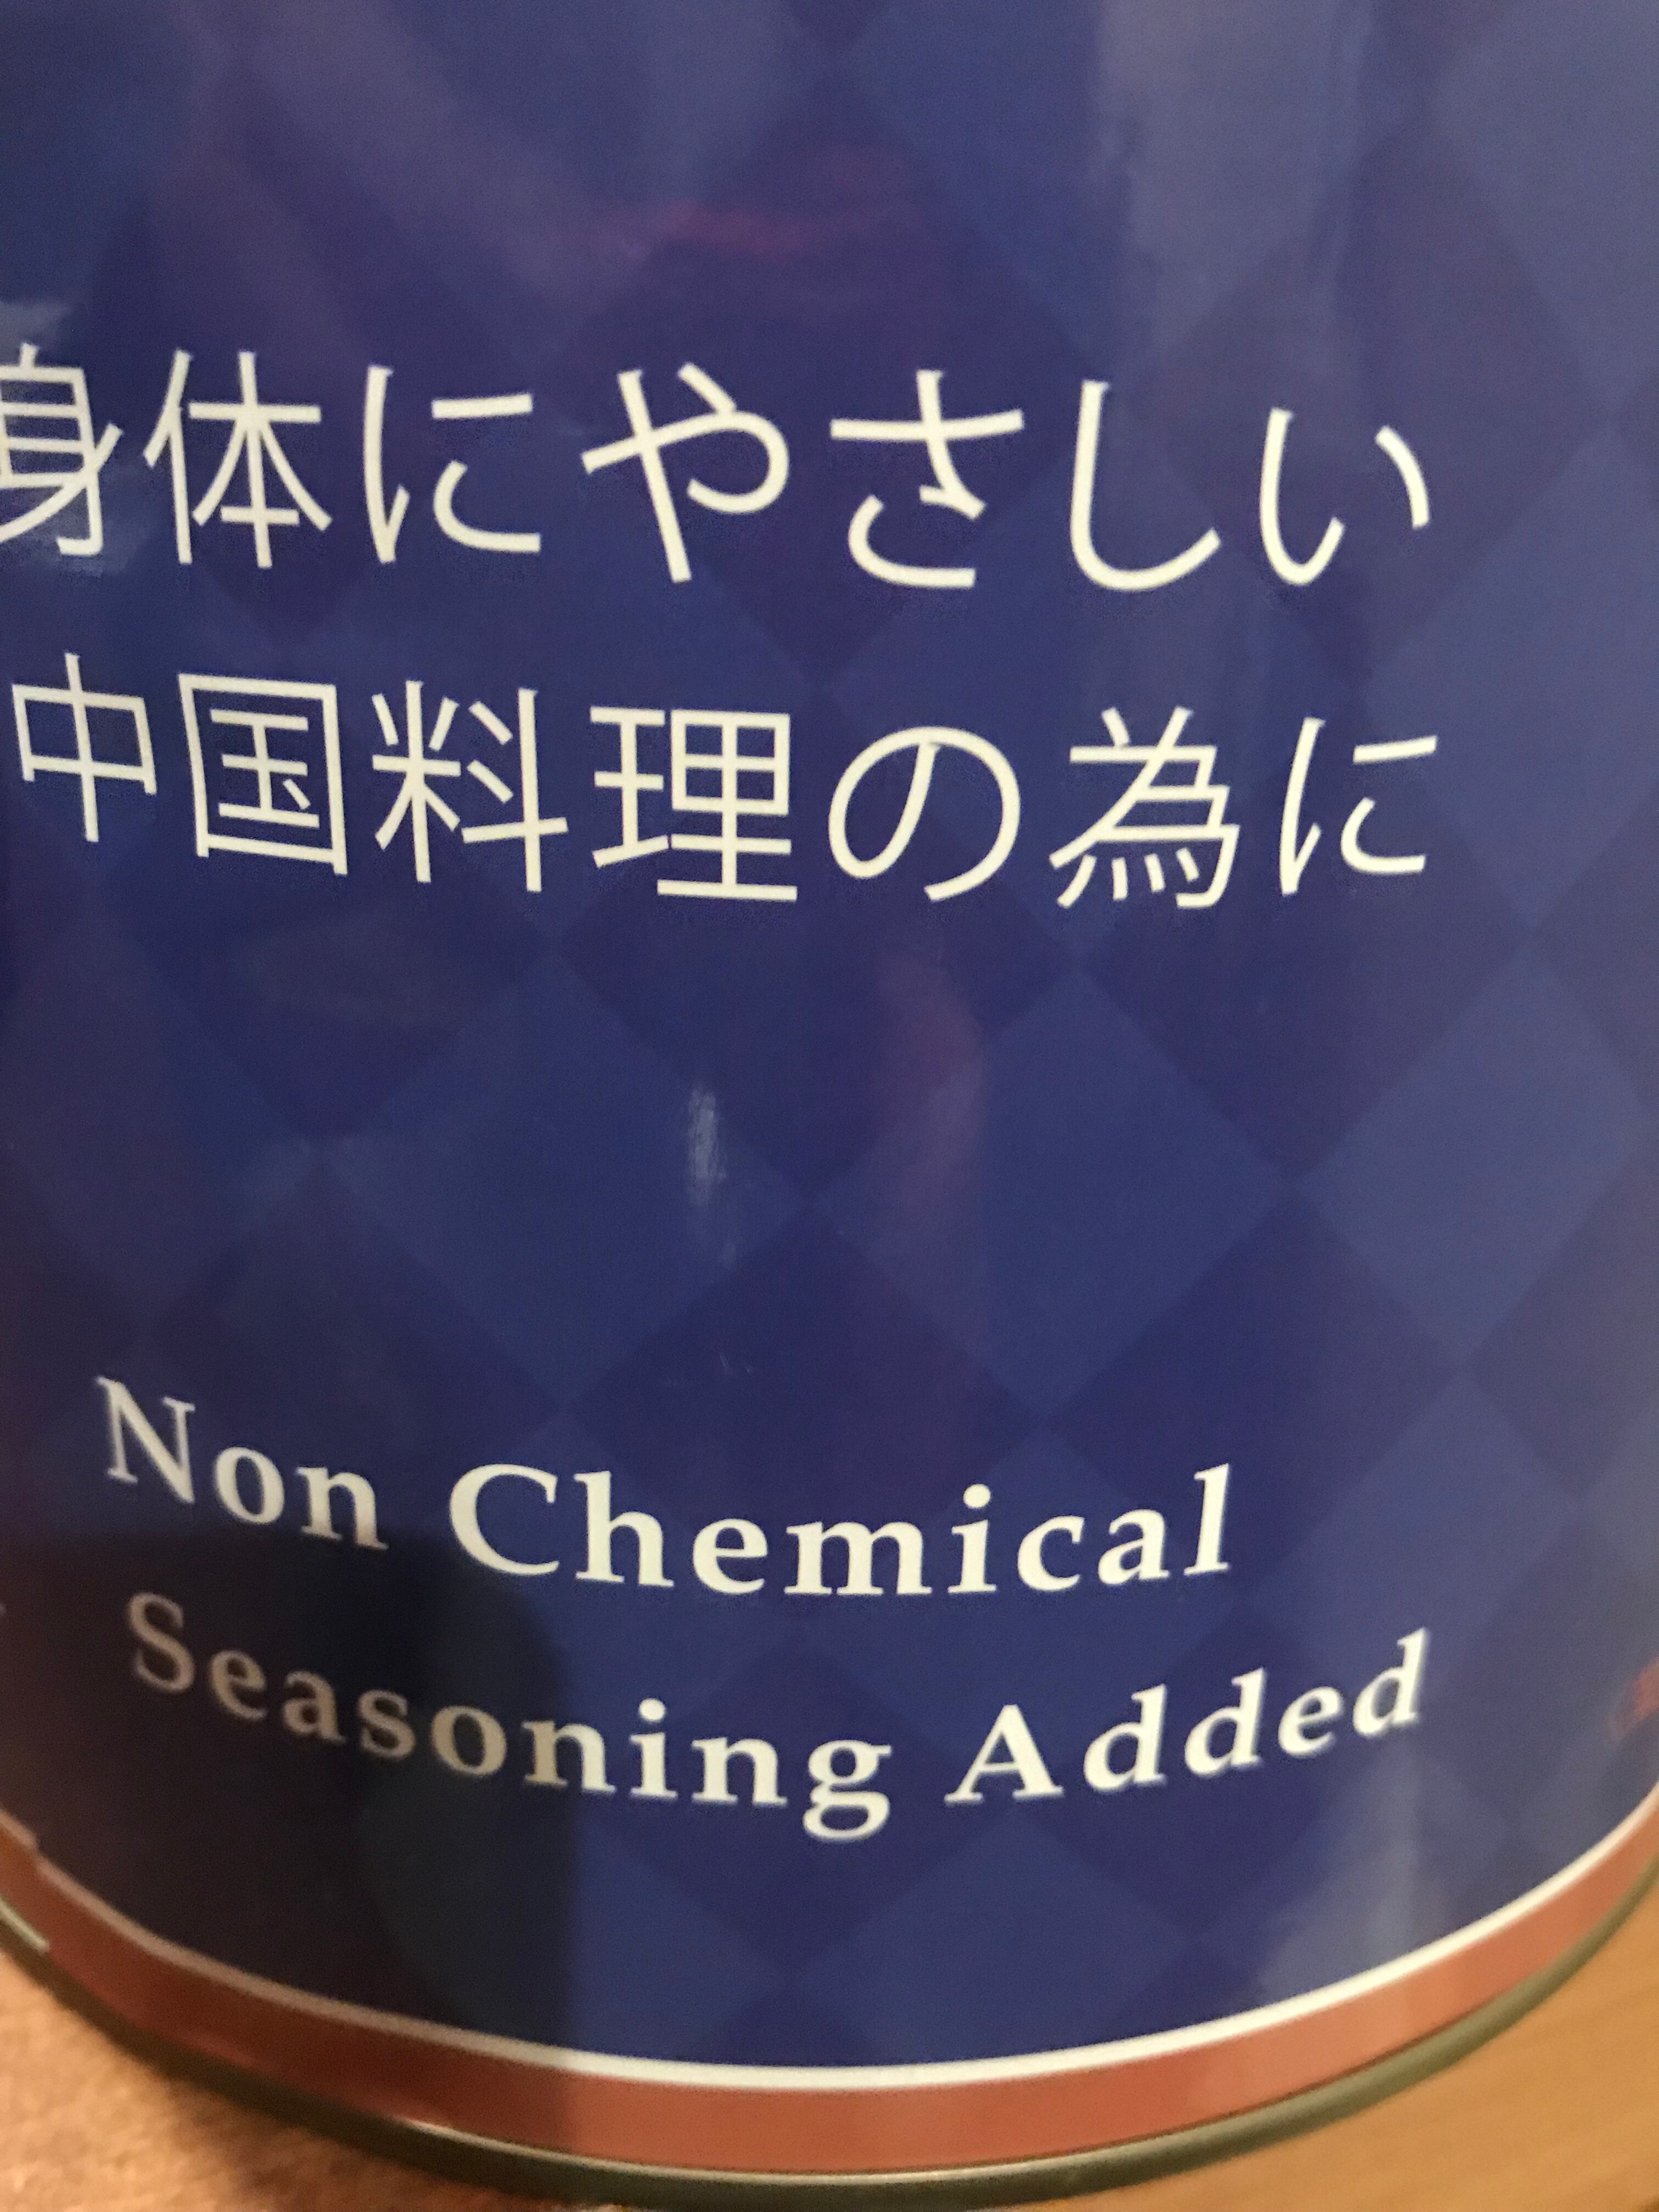 身体にやさしい
中国料理の為に
Non Chemical
Seasoning Added